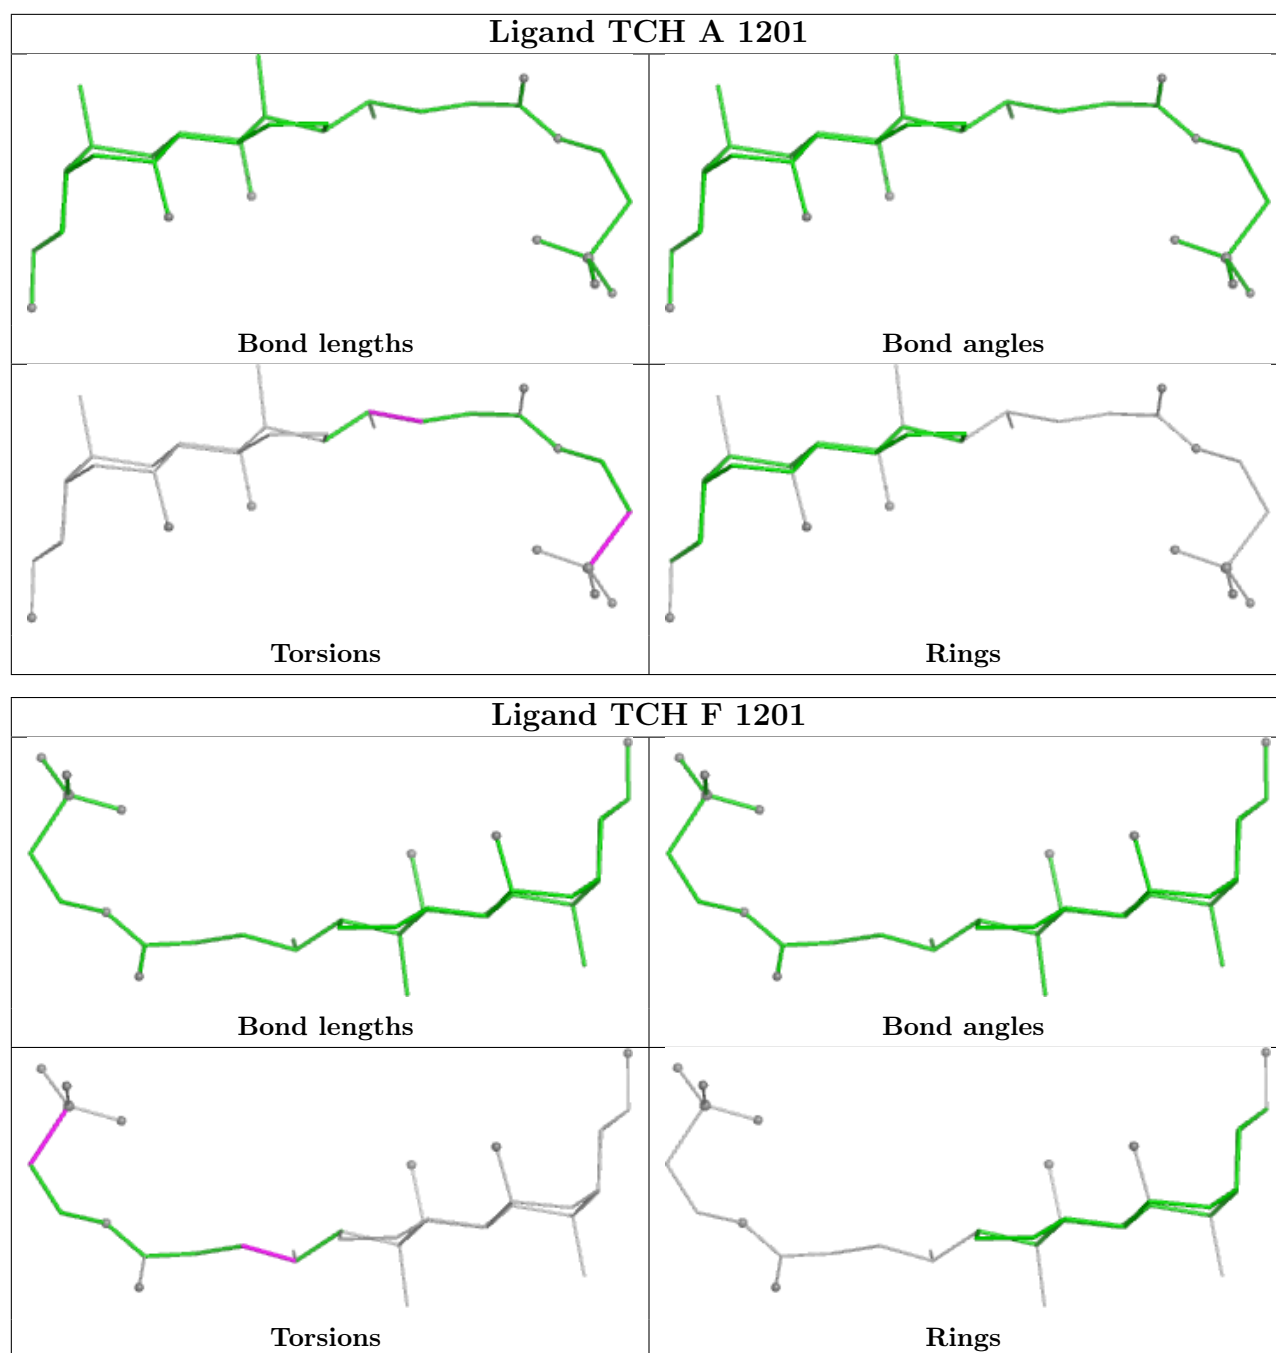 Ligand TCH A 1201
Bond lengths
Bond angles
Torsions
Rings
Ligand TCH F 1201
Bond lengths
Bond angles
Torsions
Rings